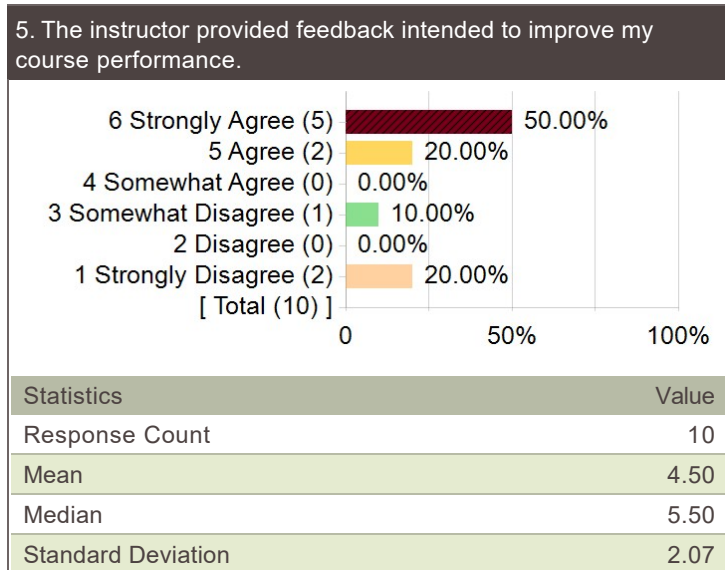 5. The instructor provided feedback intended to improve my
course performance.
6 Strongly Agree (5) 50.00%
5 Agree (2) 20.00%
4 Somewhat Agree (0) 0.00%
3 Somewhat Disagree (1) 10.00%
2 Disagree (0) 0.00%
1 Strongly Disagree (2) 20.00%
[ Total (10) ]
0 50% 100%
Statistics Value
Response Count 10
Mean 4.50
Median 5.50
Standard Deviation 2.07